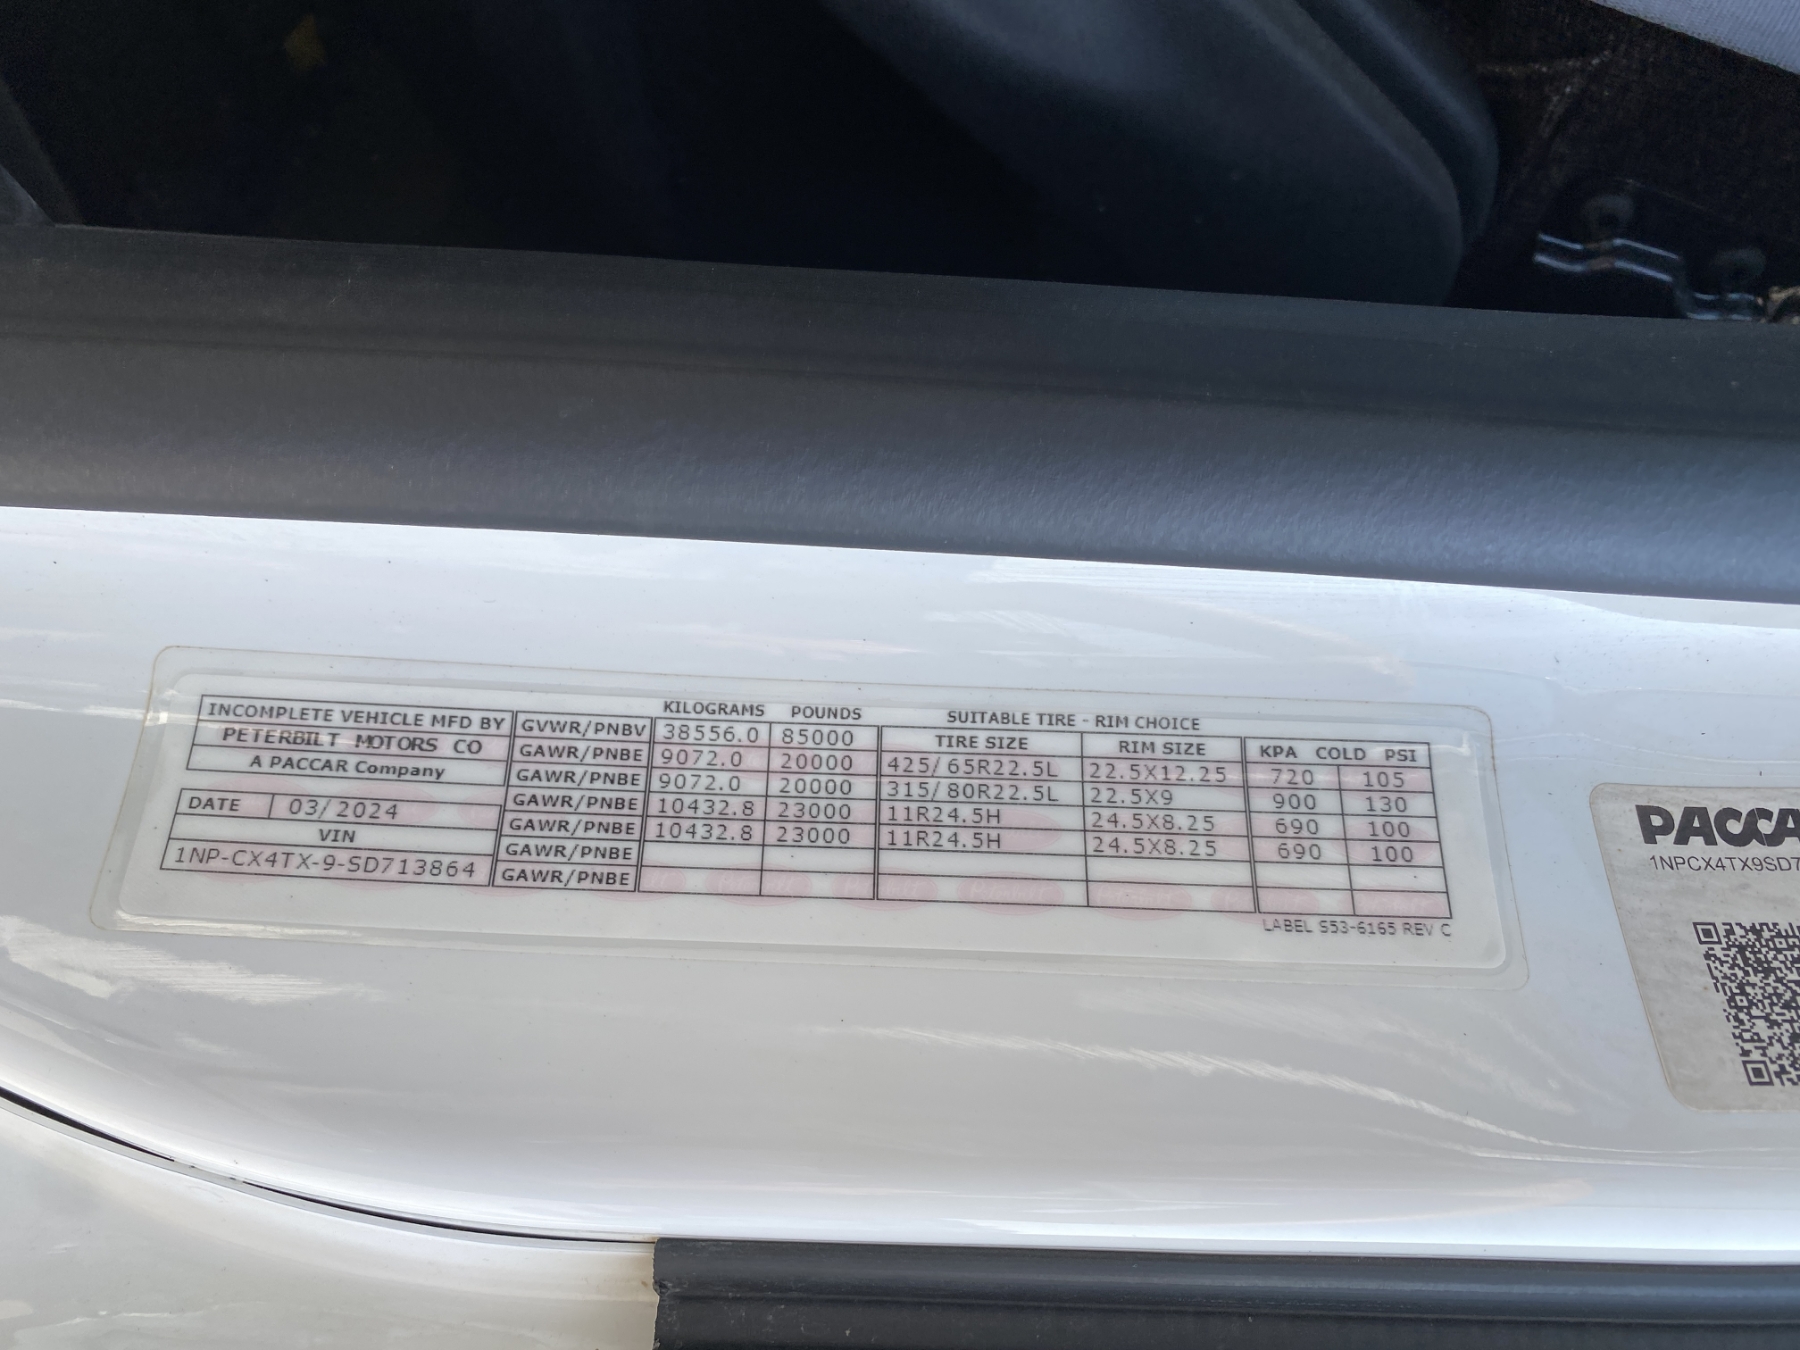 KILOGRAMS POUNDS SUITABLE TIRE - RIM CHOICE
INCOMPLETE VEHICLE MFD BY
PETERBILT MOTORS CO
A PACCAR Company
DATE 03/2024
VIN
1NP-CX4TX-9-SD713864
GVWR/PNBV 38556.0 85000 TIRE SIZE RIM SIZE KPA COLD PSI
GAWR/PNBE 9072.0 20000 425/65R22.5L 22.5X12.25 720 105
GAWR/PNBE 9072.0 20000 315/80R22.5L 22.5X9 900 130
GAWR/PNBE 10432.8 23000 11R24.5H 24.5X8.25 690 100
GAWR/PNBE 10432.8 23000 11R24.5H 24.5X8.25 690 100
GAWR/PNBE
GAWR/PNBE
LABEL S53-6165 REV C
PACCA
1NPCX4TX9SD7